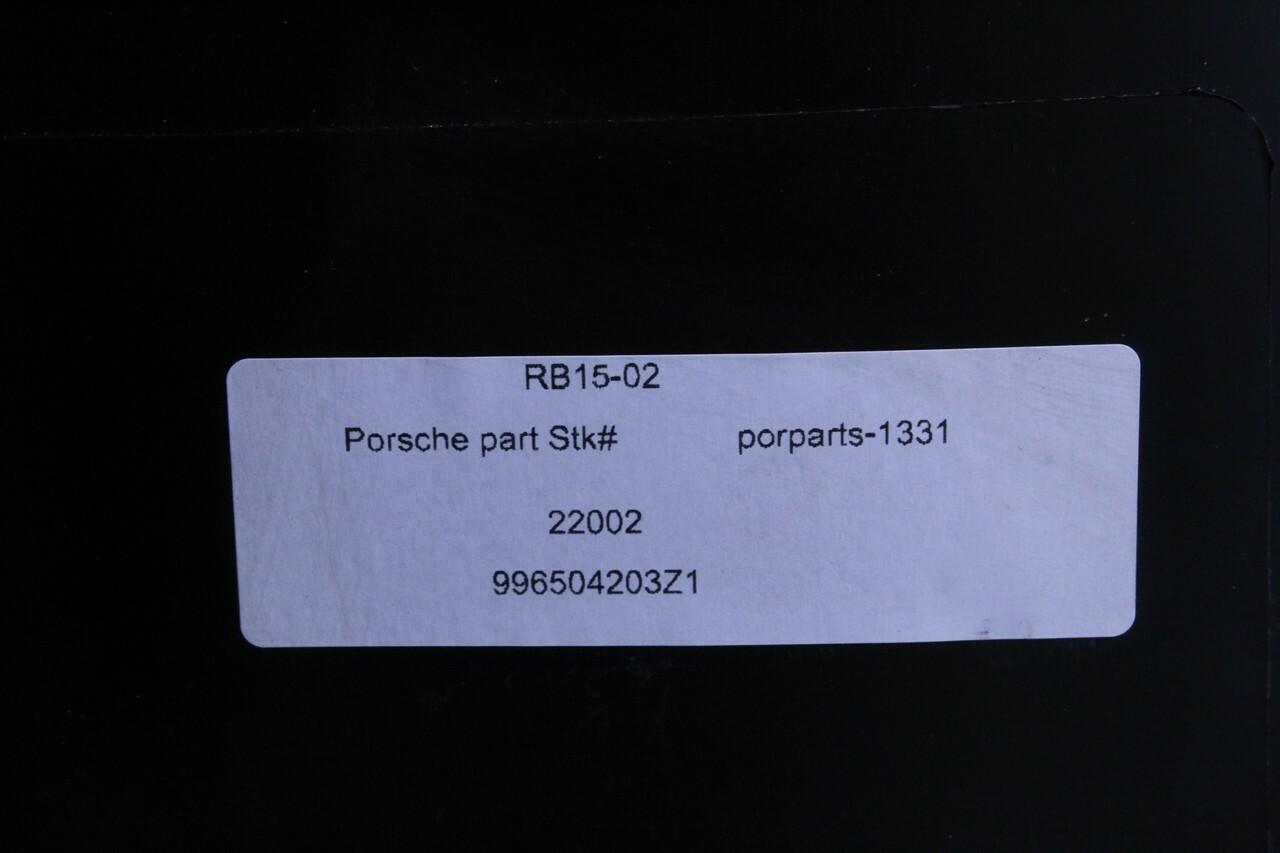 RB15-02
Porsche part Stk# porparts-1331
22002
996504203Z1